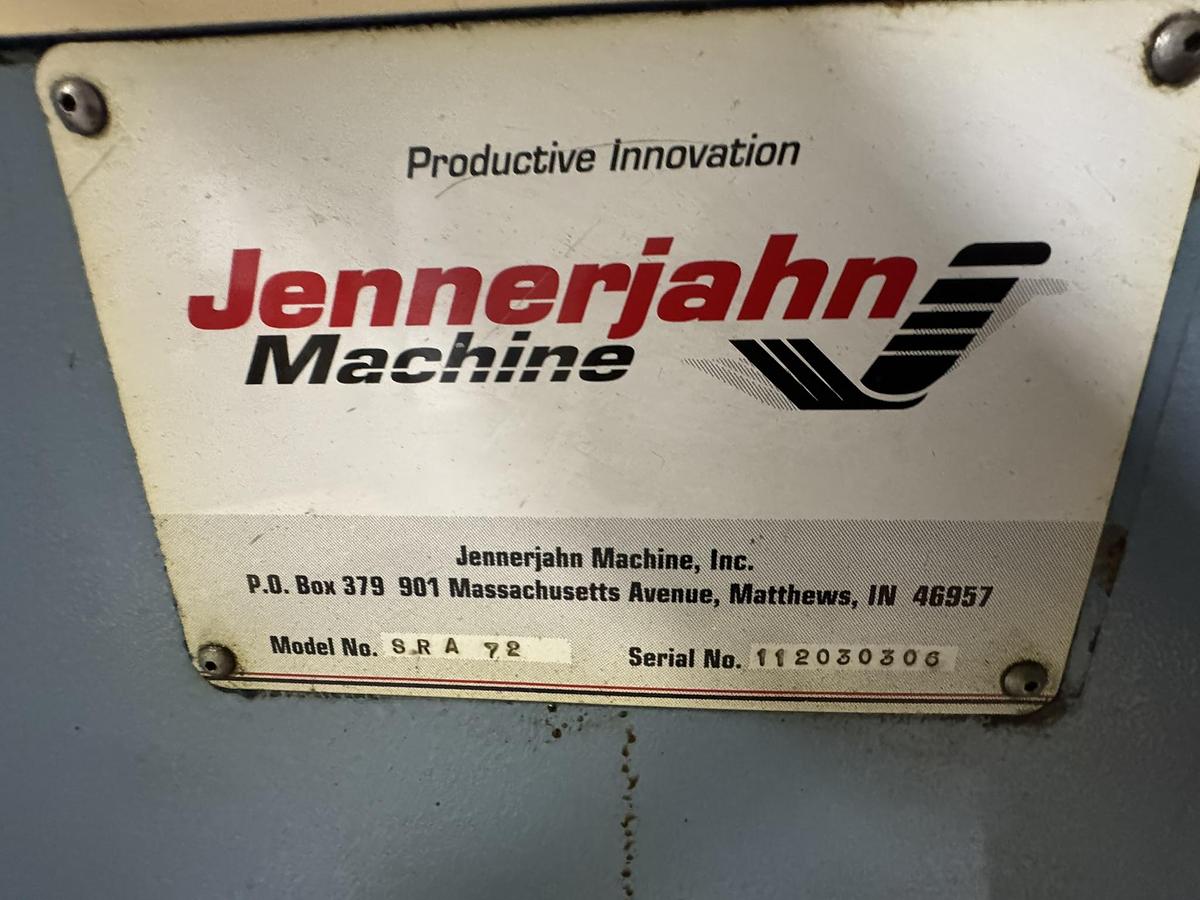 Productive Innovation
Jennerjahn
Machine
Jennerjahn Machine, Inc.
P.O. Box 379 901 Massachusetts Avenue, Matthews, IN 46957
Model No. SRA 72 Serial No. 112030306